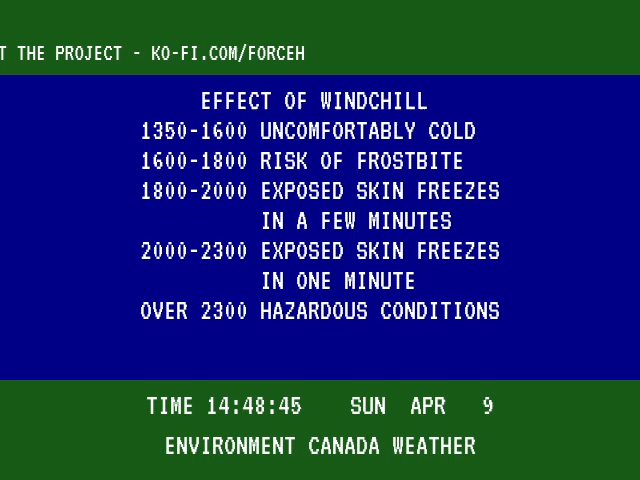 T THE PROJECT - KO-FI.COM/FORCEH
EFFECT OF WINDCHILL
1350-1600 UNCOMFORTABLY COLD
1600-1800 RISK OF FROSTBITE
1800-2000 EXPOSED SKIN FREEZES
IN A FEW MINUTES
2000-2300 EXPOSED SKIN FREEZES
IN ONE MINUTE
OVER 2300 HAZARDOUS CONDITIONS
TIME 14:48:45 SUN APR 9
ENVIRONMENT CANADA WEATHER